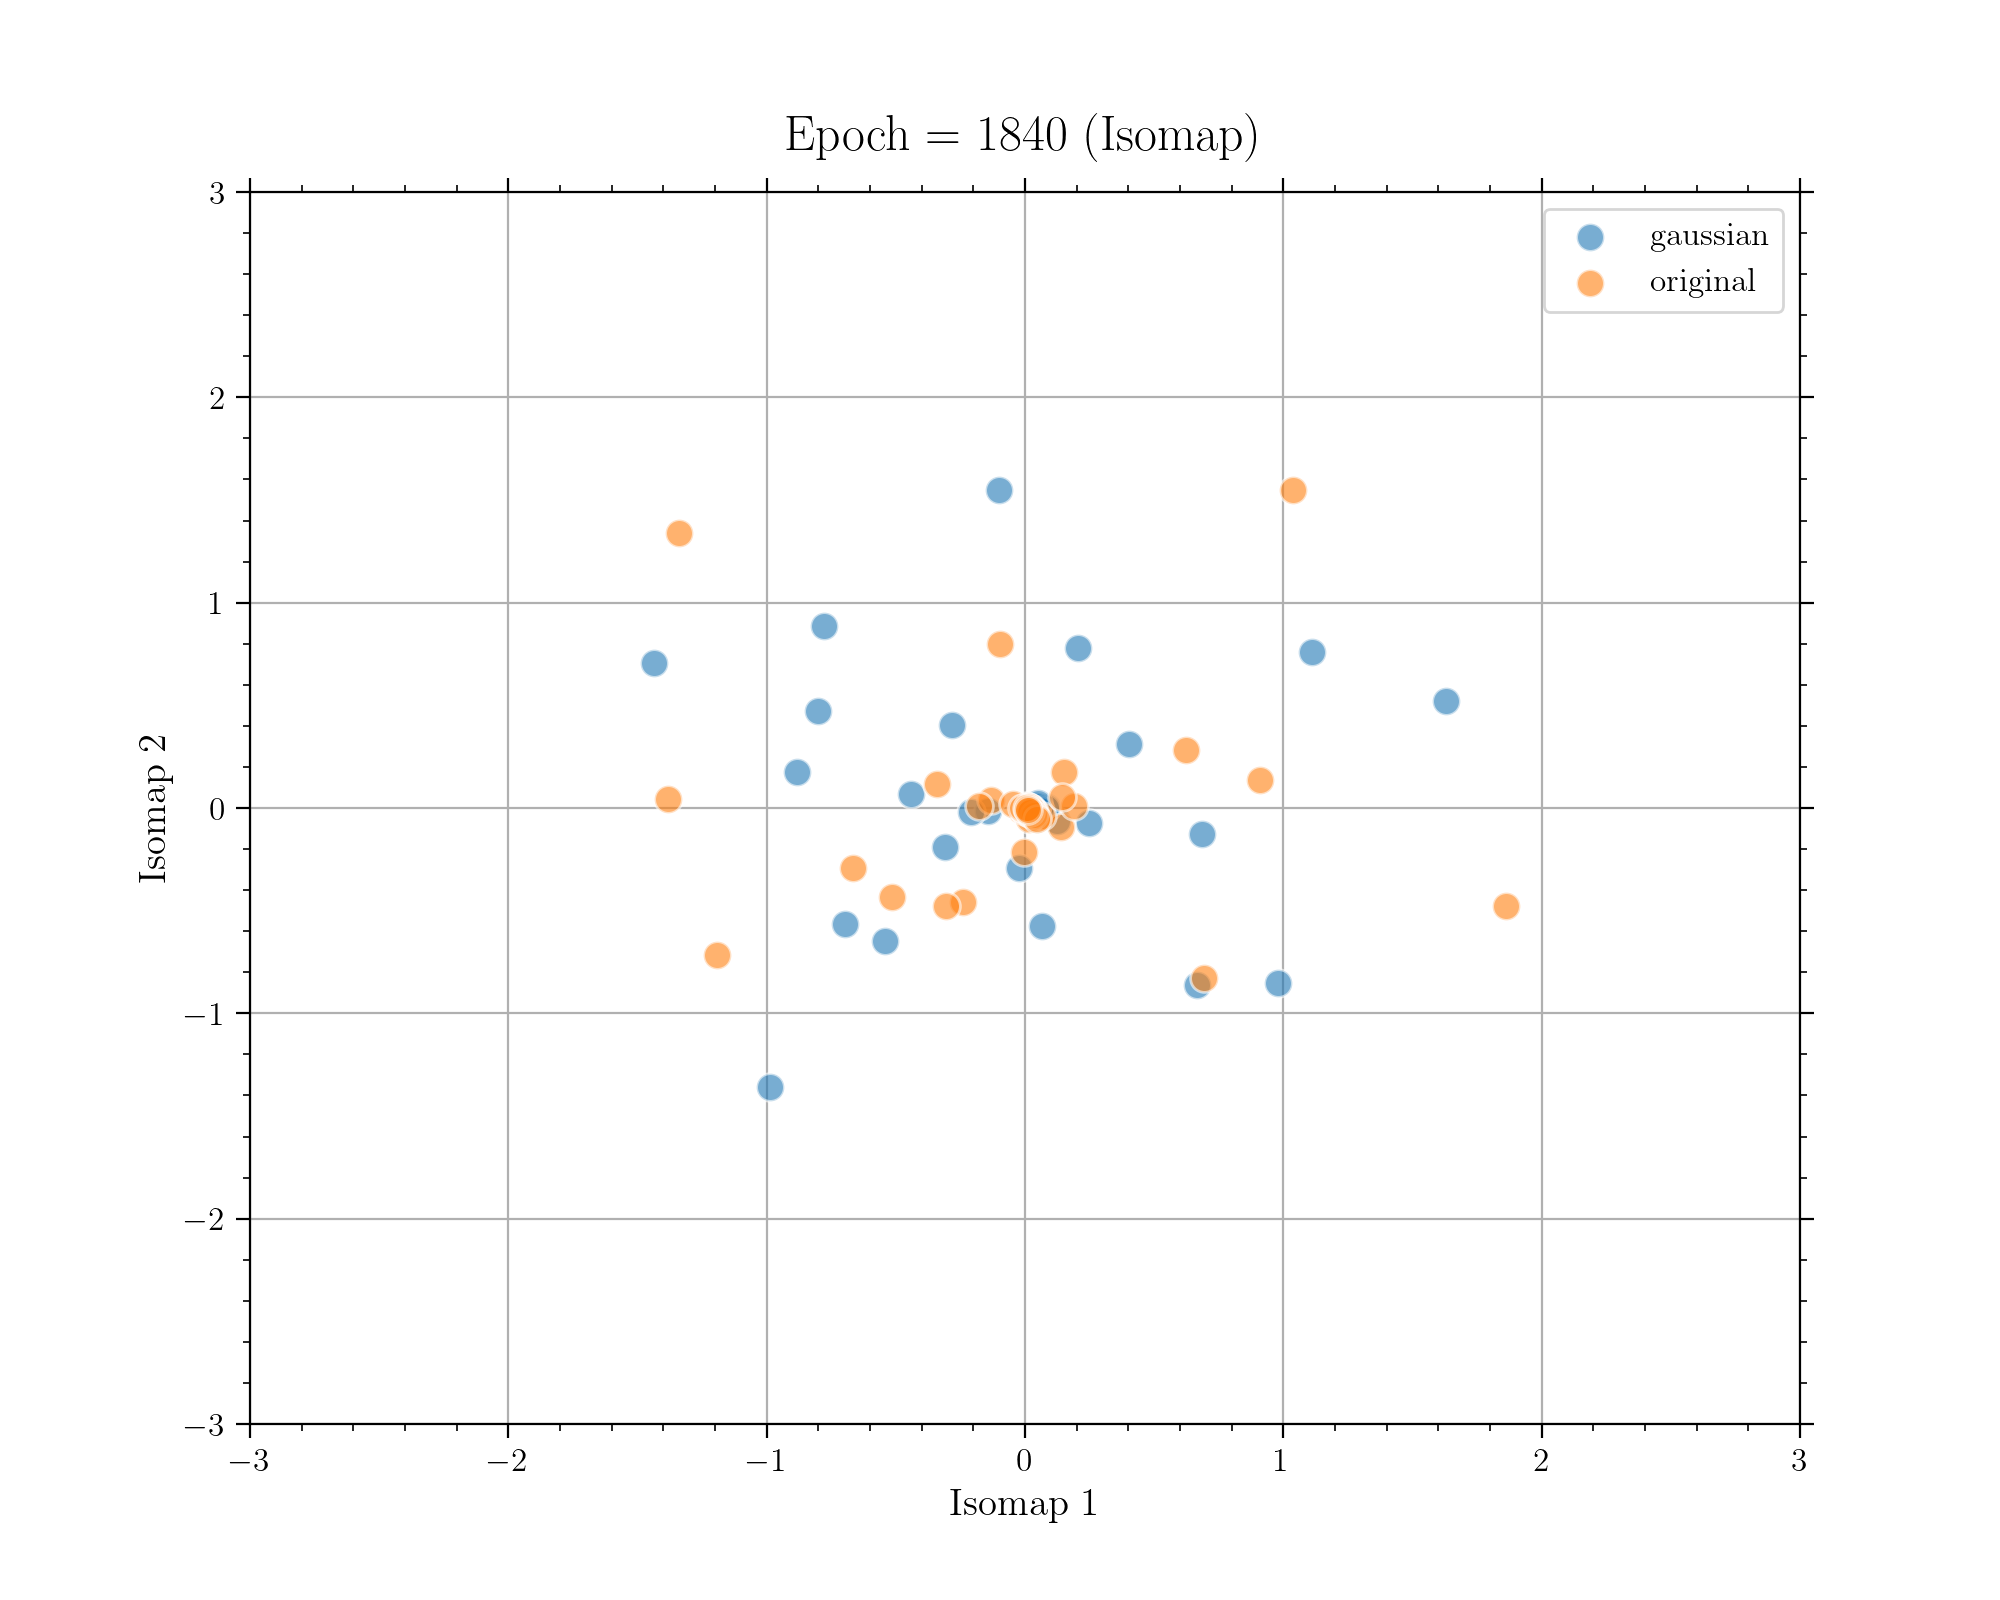 Epoch = 1840 (Isomap)
gaussian
original
3
2
1
0
−1
−2
−3
Isomap 2
−3
−2
−1
0
1
2
3
Isomap 1